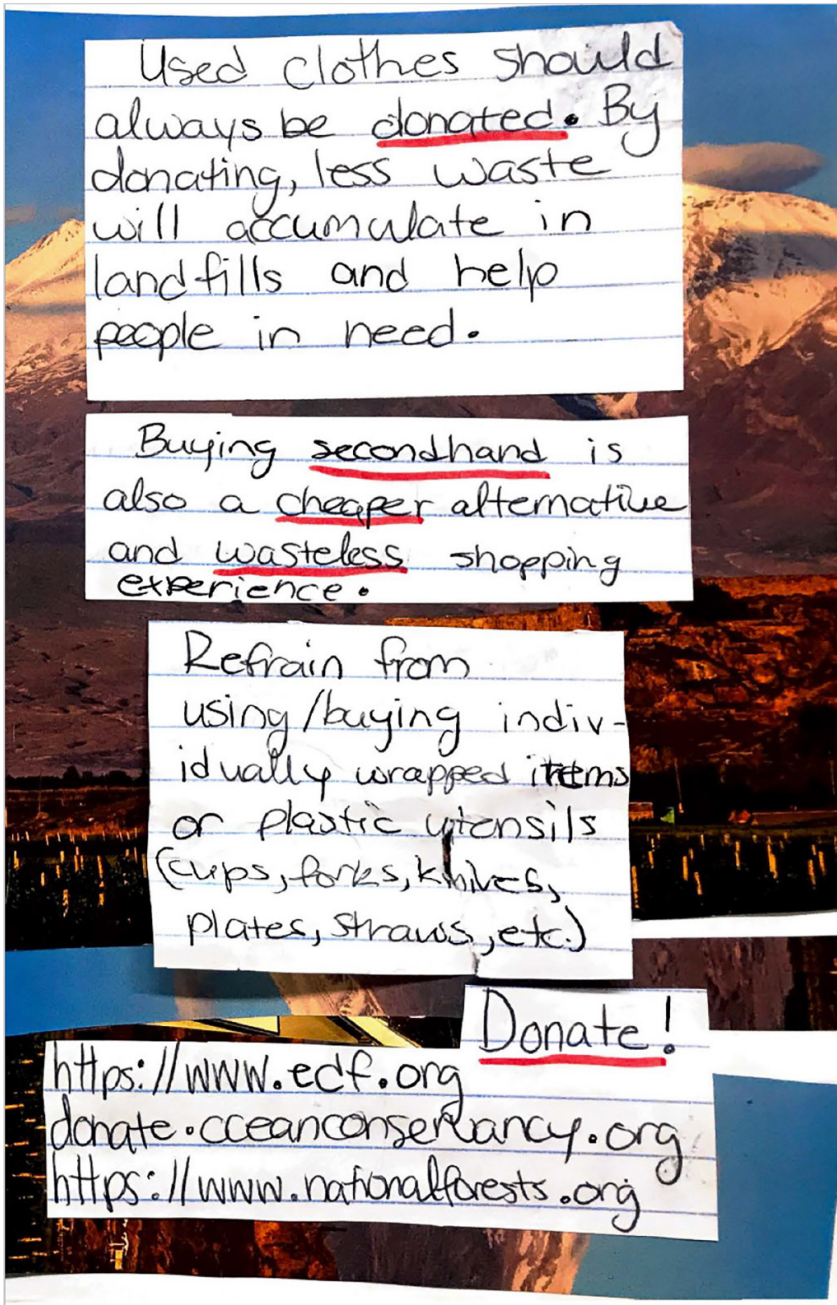 Used clothes should
always be donated. By
donating, less waste
will accumulate in
landfills and help
people in need.
Buying secondhand is
also a cheaper alternative
and wasteless shopping
experience.
Refrain from
using/buying indiv-
idually wrapped items
or plastic utensils
(cups, forks, knives,
plates, straws, etc.)
Donate!
https://www.edf.org
donate.oceanconservancy.org
https://www.nationalforests.org